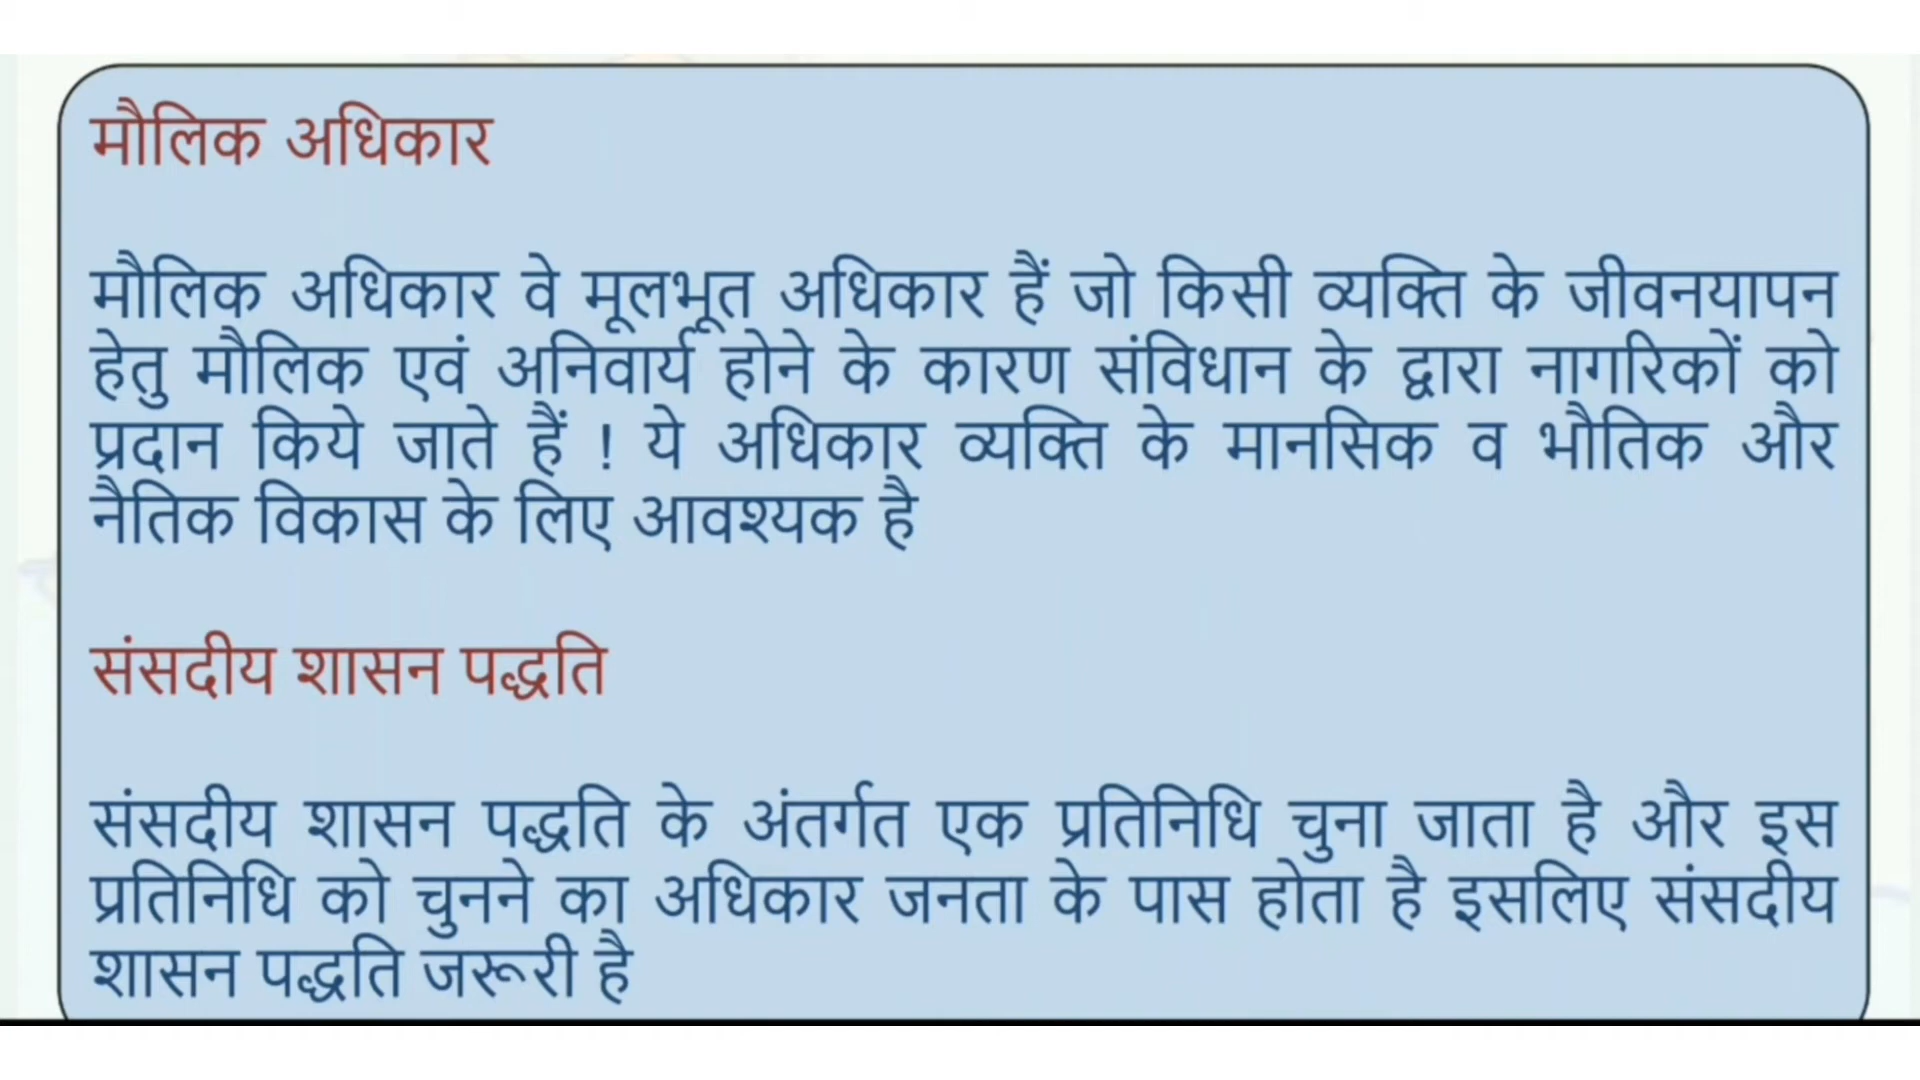 मौलिक अधिकार
मौलिक अधिकार वे मूलभूत अधिकार हैं जो किसी व्यक्ति के जीवनयापन
हेतु मौलिक एवं अनिवार्य होने के कारण संविधान के द्वारा नागरिकों को
प्रदान किये जाते हैं ! ये अधिकार व्यक्ति के मानसिक व भौतिक और
नैतिक विकास के लिए आवश्यक है
संसदीय शासन पद्धति
संसदीय शासन पद्धति के अंतर्गत एक प्रतिनिधि चुना जाता है और इस
प्रतिनिधि को चुनने का अधिकार जनता के पास होता है इसलिए संसदीय
शासन पद्धति जरूरी है